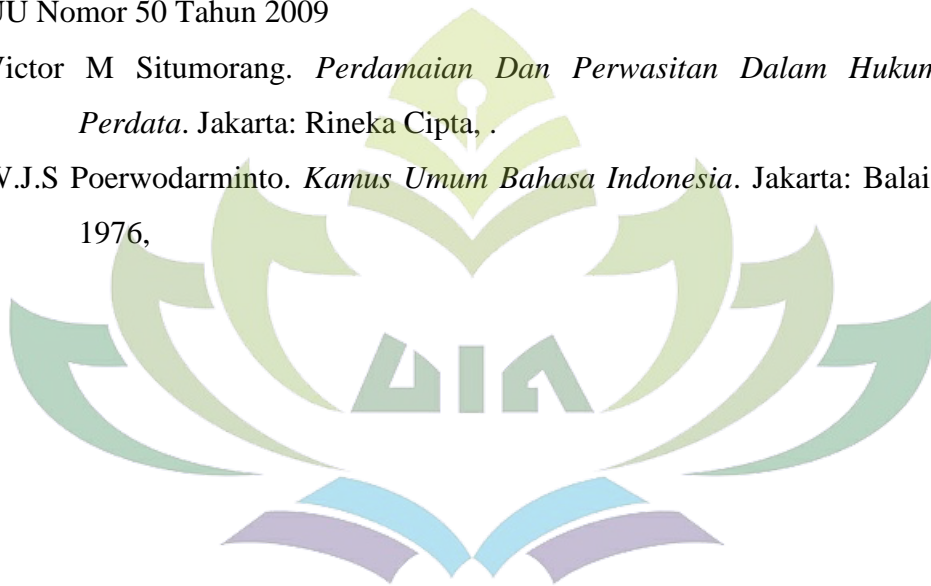 UU Nomor 50 Tahun 2009
Victor M Situmorang. Perdamaian Dan Perwasitan Dalam Hukum
Perdata. Jakarta: Rineka Cipta, .
W.J.S Poerwodarminto. Kamus Umum Bahasa Indonesia. Jakarta: Balai
1976,
UIN